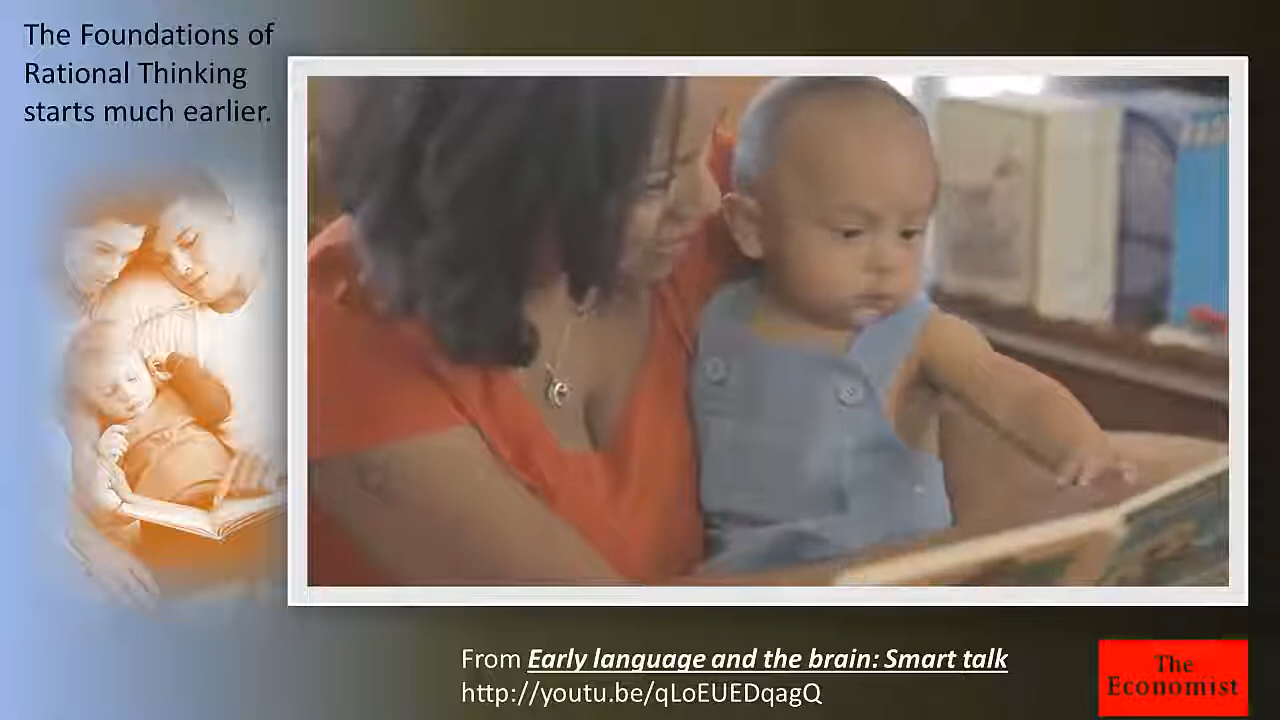 The Foundations of
Rational Thinking
starts much earlier.
From Early language and the brain: Smart talk
http://youtu.be/qLoEUEDqagQ
The
Economist